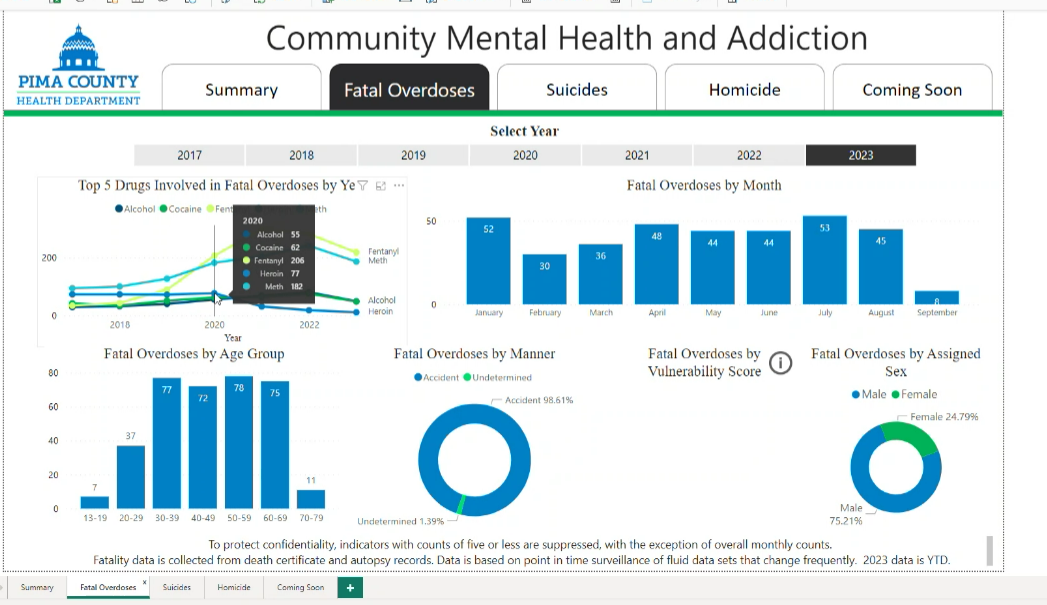 Community Mental Health and Addiction
PIMA COUNTY
HEALTH DEPARTMENT
Summary
Fatal Overdoses
Suicides
Homicide
Coming Soon
Select Year
2017
2018
2019
2020
2021
2022
2023
Top 5 Drugs Involved in Fatal Overdoses by Ye
Alcohol
Cocaine
Fent
eth
200
0
2018
2020
2022
Year
Fentanyl
Meth
Alcohol
Heroin
2020
Alcohol 55
Cocaine 62
Fentanyl 206
Heroin 77
Meth 182
Fatal Overdoses by Month
50
0
52
30
36
48
44
44
53
45
8
January
February
March
April
May
June
July
August
September
Fatal Overdoses by Age Group
80
60
40
20
0
7
37
77
72
78
75
11
13-19
20-29
30-39
40-49
50-59
60-69
70-79
Fatal Overdoses by Manner
Accident
Undetermined
Accident 98.61%
Undetermined 1.39%
Fatal Overdoses by
Vulnerability Score
i
Fatal Overdoses by Assigned
Sex
Male
Female
Female 24.79%
Male
75.21%
To protect confidentiality, indicators with counts of five or less are suppressed, with the exception of overall monthly counts.
Fatality data is collected from death certificate and autopsy records. Data is based on point in time surveillance of fluid data sets that change frequently. 2023 data is YTD.
Summary
Fatal Overdoses
x
Suicides
Homicide
Coming Soon
+